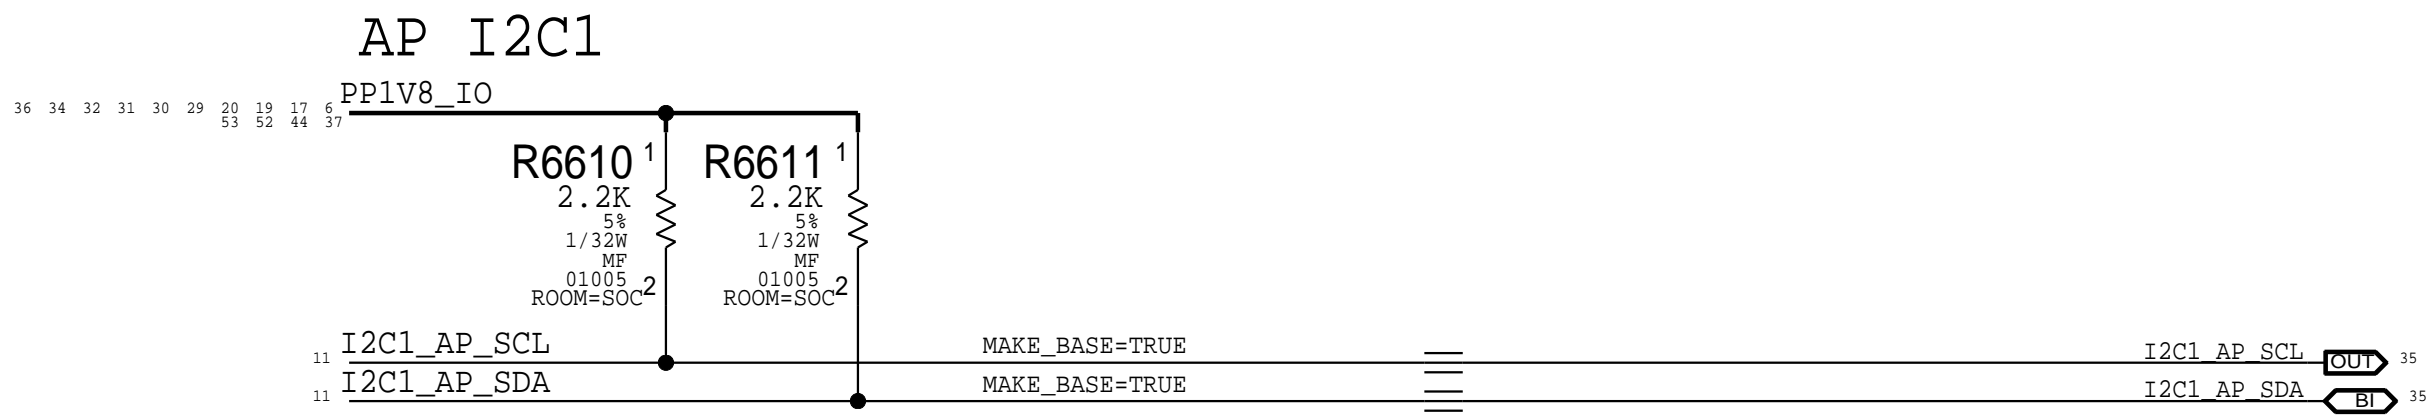 AP I2C1
PP1V8_IO
36 34 32 31 30 29 20 19 17 6
53 52 44 37
R6610 1
2.2K
5%
1/32W
MF
01005
ROOM=SOC 2
R6611 1
2.2K
5%
1/32W
MF
01005
ROOM=SOC 2
11 I2C1_AP_SCL MAKE_BASE=TRUE I2C1_AP_SCL OUT 35
11 I2C1_AP_SDA MAKE_BASE=TRUE I2C1_AP_SDA BI 35